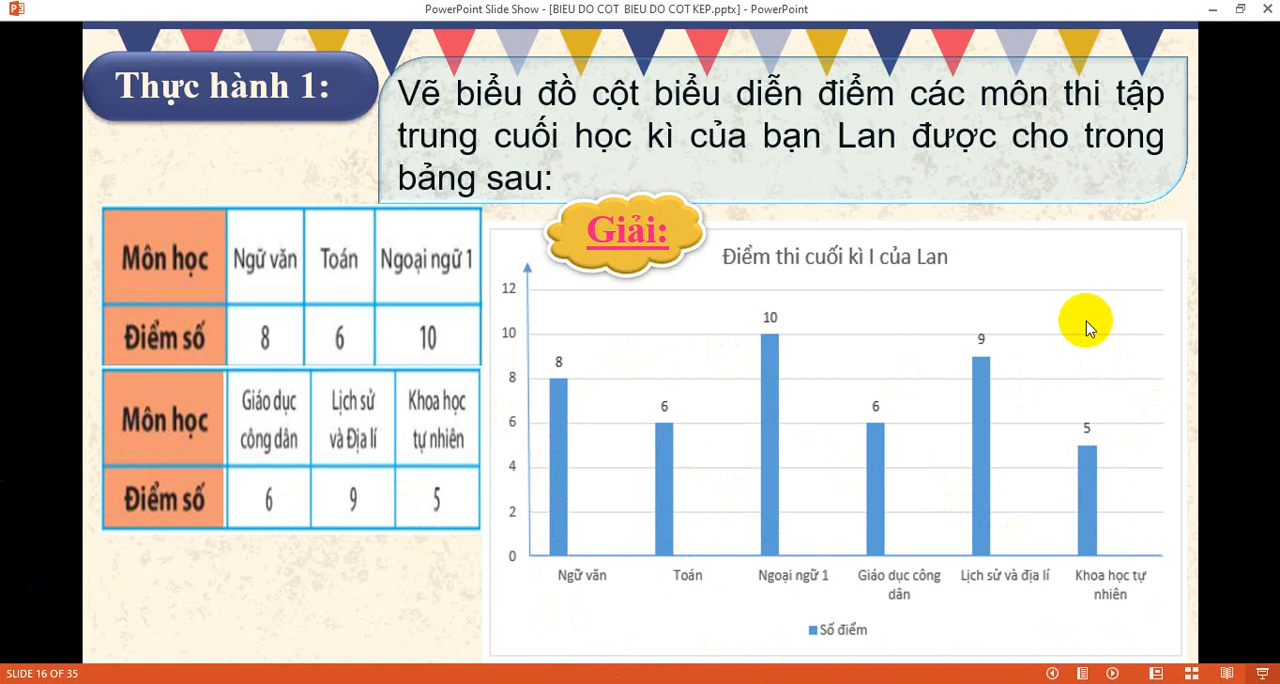 PowerPoint Slide Show - [BIEU DO COT BIEU DO COT KEP.pptx] - PowerPoint
Thực hành 1:
Vẽ biểu đồ cột biểu diễn điểm các môn thi tập
trung cuối học kì của bạn Lan được cho trong
bảng sau:
Môn học Ngữ văn Toán Ngoại ngữ 1
Điểm số 8 6 10
Môn học Giáo dục công dân Lịch sử và Địa lí Khoa học tự nhiên
Điểm số 6 9 5
Giải:
Điểm thi cuối kì I của Lan
12
10
8
6
4
2
0
8 6 10 6 9 5
Ngữ văn Toán Ngoại ngữ 1 Giáo dục công dân Lịch sử và địa lí Khoa học tự nhiên
Số điểm
SLIDE 16 OF 35